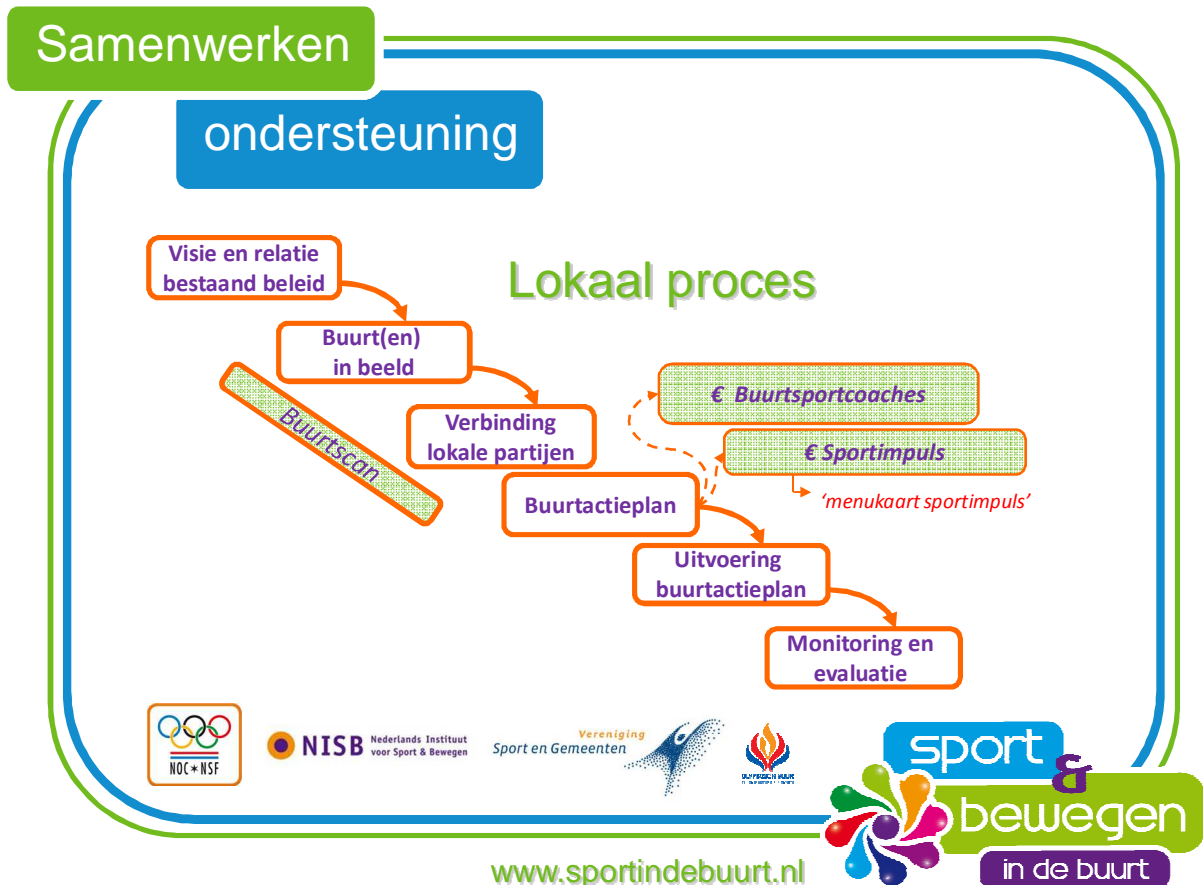 Samenwerken
ondersteuning
Lokaal proces
Visie en relatie
bestaand beleid
Buurt(en)
in beeld
Buurtscan
Verbinding
lokale partijen
€ Buurtsportcoaches
€ Sportimpuls
‘menukaart sportimpuls’
Buurtactieplan
Uitvoering
buurtactieplan
Monitoring en
evaluatie
NOC*NSF
NISB Nederlands Instituut
voor Sport & Bewegen
Vereniging
Sport en Gemeenten
OLYMPISCH VUUR
sport
&
bewegen
in de buurt
www.sportindebuurt.nl